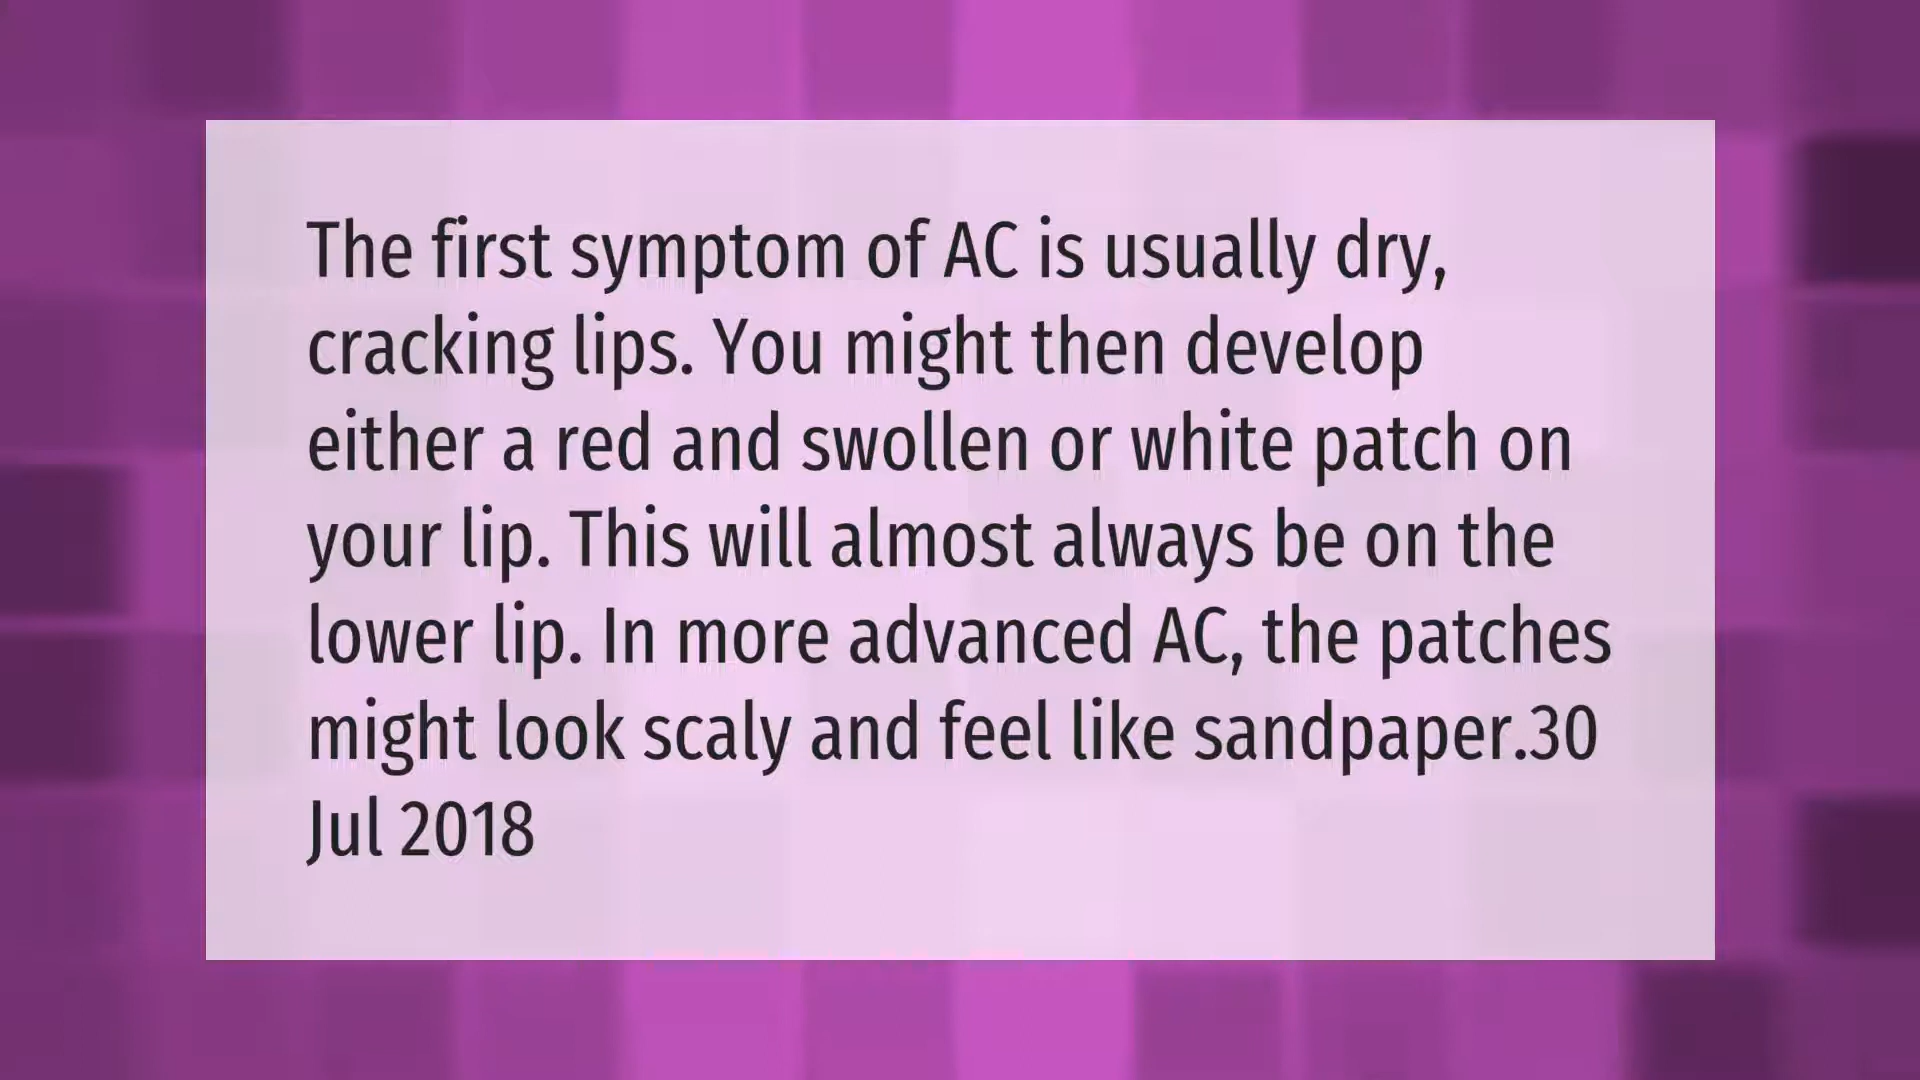 The first symptom of AC is usually dry,
cracking lips. You might then develop
either a red and swollen or white patch on
your lip. This will almost always be on the
lower lip. In more advanced AC, the patches
might look scaly and feel like sandpaper.30
Jul 2018